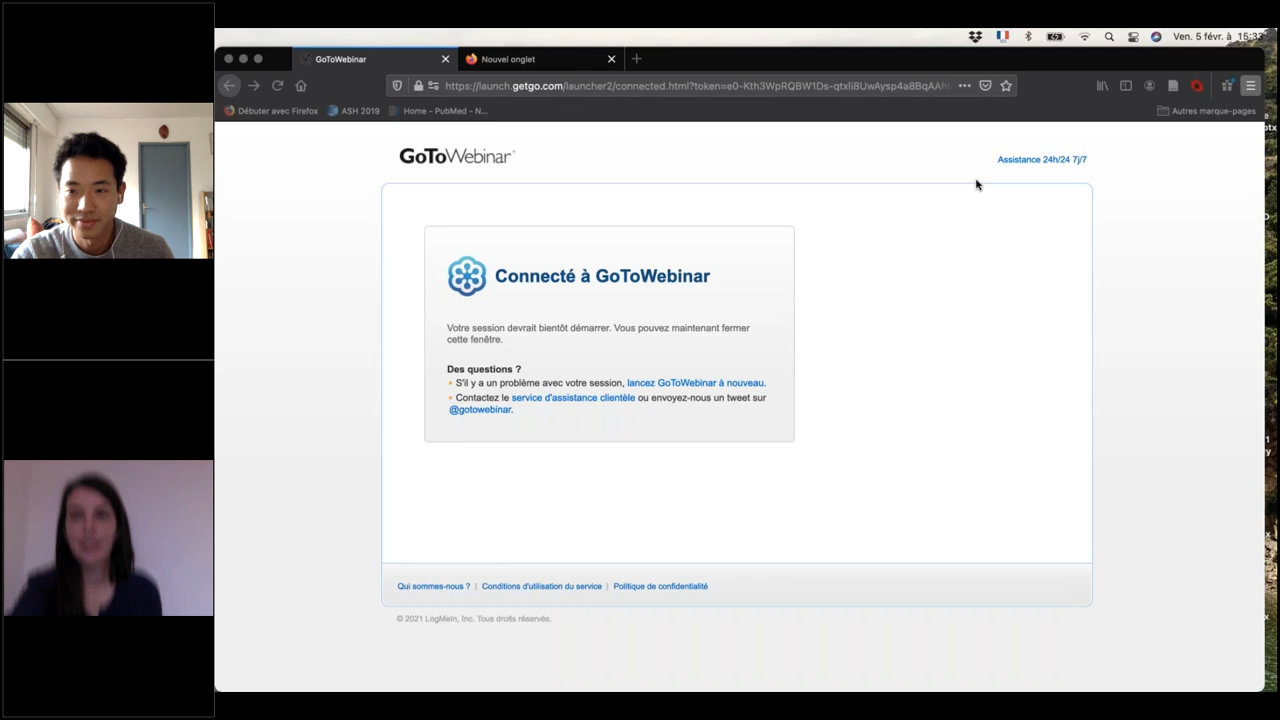 Ven. 5 févr. à 15:33
GoToWebinar
Nouvel onglet
https://launch.getgo.com/launcher2/connected.html?token=e0-Kth3WpRQBW1Ds-qtxli8UwAysp4a8BqAAH
Débuter avec Firefox
ASH 2019
Home - PubMed - N...
Autres marque-pages
GoToWebinar
Assistance 24h/24 7j/7
Connecté à GoToWebinar
Votre session devrait bientôt démarrer. Vous pouvez maintenant fermer
cette fenêtre.
Des questions ?
S'il y a un problème avec votre session, lancez GoToWebinar à nouveau.
Contactez le service d'assistance clientèle ou envoyez-nous un tweet sur
@gotowebinar.
Qui sommes-nous ? | Conditions d'utilisation du service | Politique de confidentialité
© 2021 LogMeIn, Inc. Tous droits réservés.